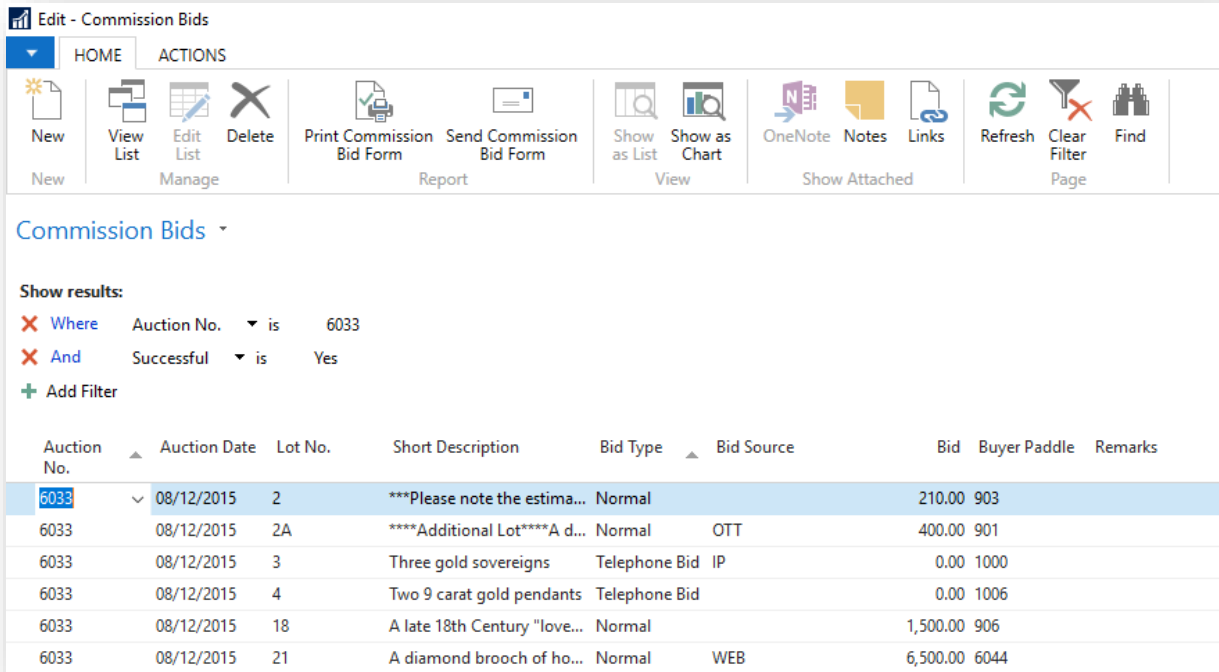 Edit - Commission Bids
HOME ACTIONS
New View List Edit List Delete Print Commission Bid Form Send Commission Bid Form Show as List Show as Chart OneNote Notes Links Refresh Clear Filter Find
New Manage Report View Show Attached Page
Commission Bids
Show results:
Where Auction No. is 6033
And Successful is Yes
Add Filter
Auction No. Auction Date Lot No. Short Description Bid Type Bid Source Bid Buyer Paddle Remarks
6033 08/12/2015 2 ***Please note the estima... Normal 210.00 903
6033 08/12/2015 2A ****Additional Lot****A d... Normal OTT 400.00 901
6033 08/12/2015 3 Three gold sovereigns Telephone Bid IP 0.00 1000
6033 08/12/2015 4 Two 9 carat gold pendants Telephone Bid 0.00 1006
6033 08/12/2015 18 A late 18th Century "love... Normal 1,500.00 906
6033 08/12/2015 21 A diamond brooch of ho... Normal WEB 6,500.00 6044